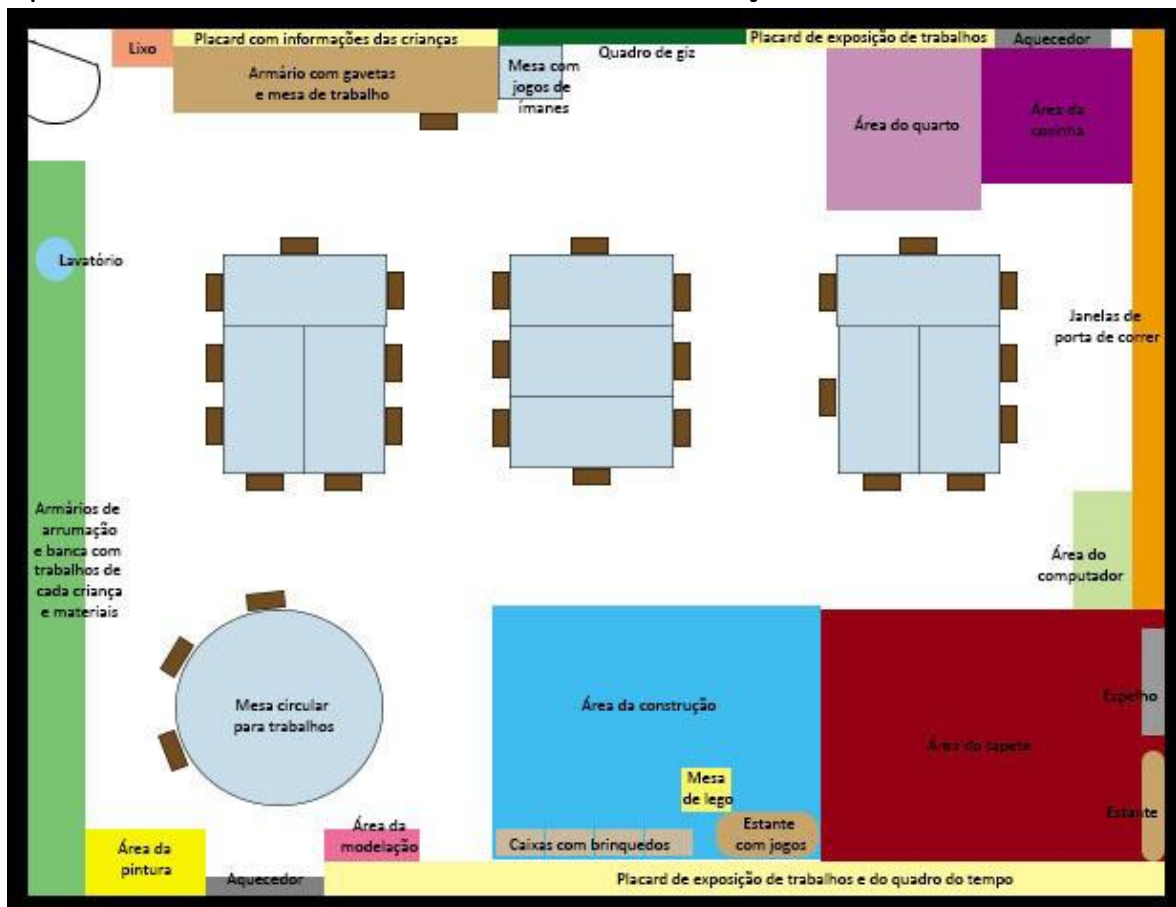 Lixo
Placard com informações das crianças
Armário com gavetas
e mesa de trabalho
Mesa com
jogos de
ímanes
Quadro de giz
Placard de exposição de trabalhos
Aquecedor
Área do quarto
Área da
cozinha
Lavatório
Janelas de
porta de correr
Armários de
arrumação
e banca com
trabalhos de
cada criança
e materiais
Área do
computador
Mesa circular
para trabalhos
Área da construção
Espelho
Área do tapete
Mesa
de lego
Estante
Área da
pintura
Área da
modelação
Caixas com brinquedos
Estante
com jogos
Aquecedor
Placard de exposição de trabalhos e do quadro do tempo